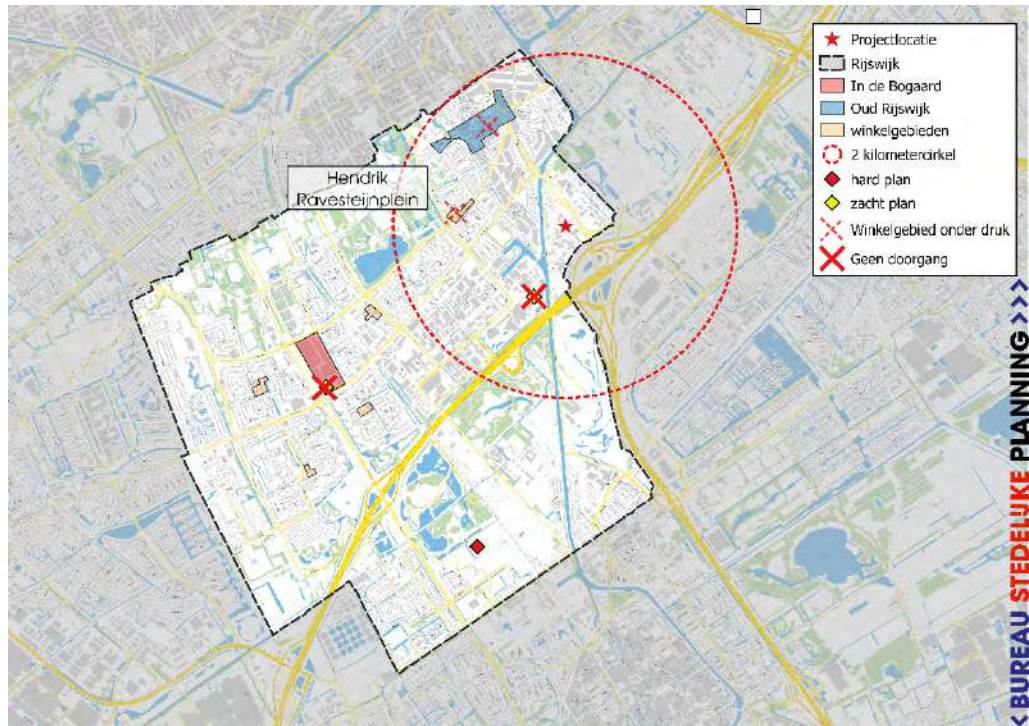 Hendrik
Ravesteijnplein
Projectlocatie
Rijswijk
In de Bogaard
Oud Rijswijk
winkelgebieden
2 kilometercirkel
hard plan
zacht plan
Winkelgebied onder druk
Geen doorgang
BUREAU STEDELIJKE PLANNING >>>